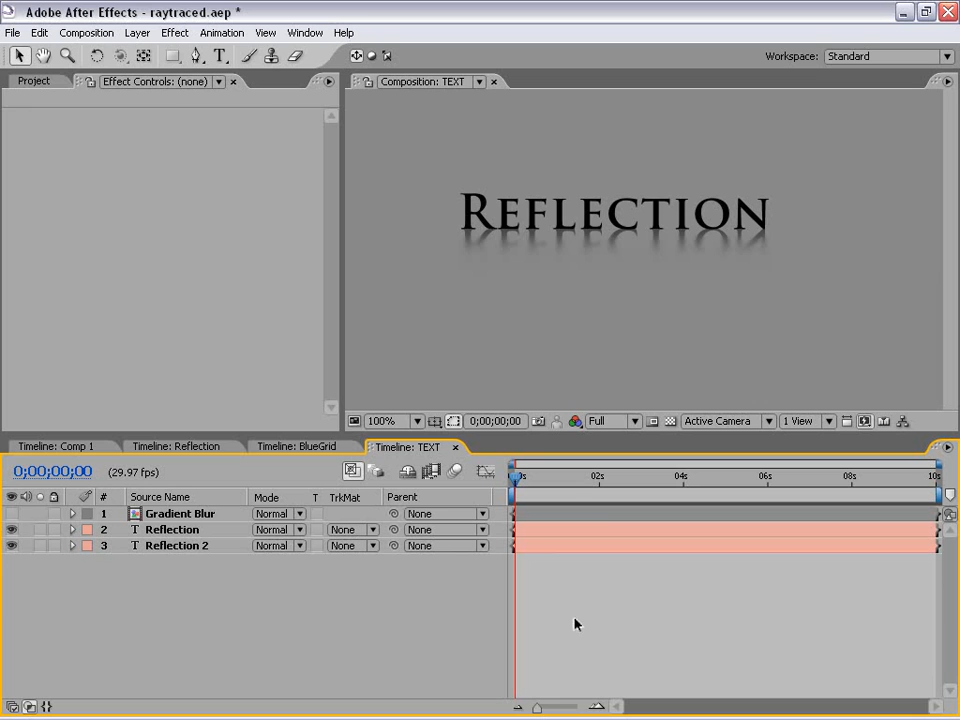 Adobe After Effects - raytraced.aep *
File Edit Composition Layer Effect Animation View Window Help
T Workspace: Standard
Project Effect Controls: (none) Composition: TEXT
REFLECTION
100% 0;00;00;00 Full Active Camera 1 View
Timeline: Comp 1 Timeline: Reflection Timeline: BlueGrid Timeline: TEXT
0;00;00;00 (29.97 fps)
0s 02s 04s 06s 08s 10s
# Source Name Mode T TrkMat Parent
1 Gradient Blur Normal None
2 T Reflection Normal None None
3 T Reflection 2 Normal None None